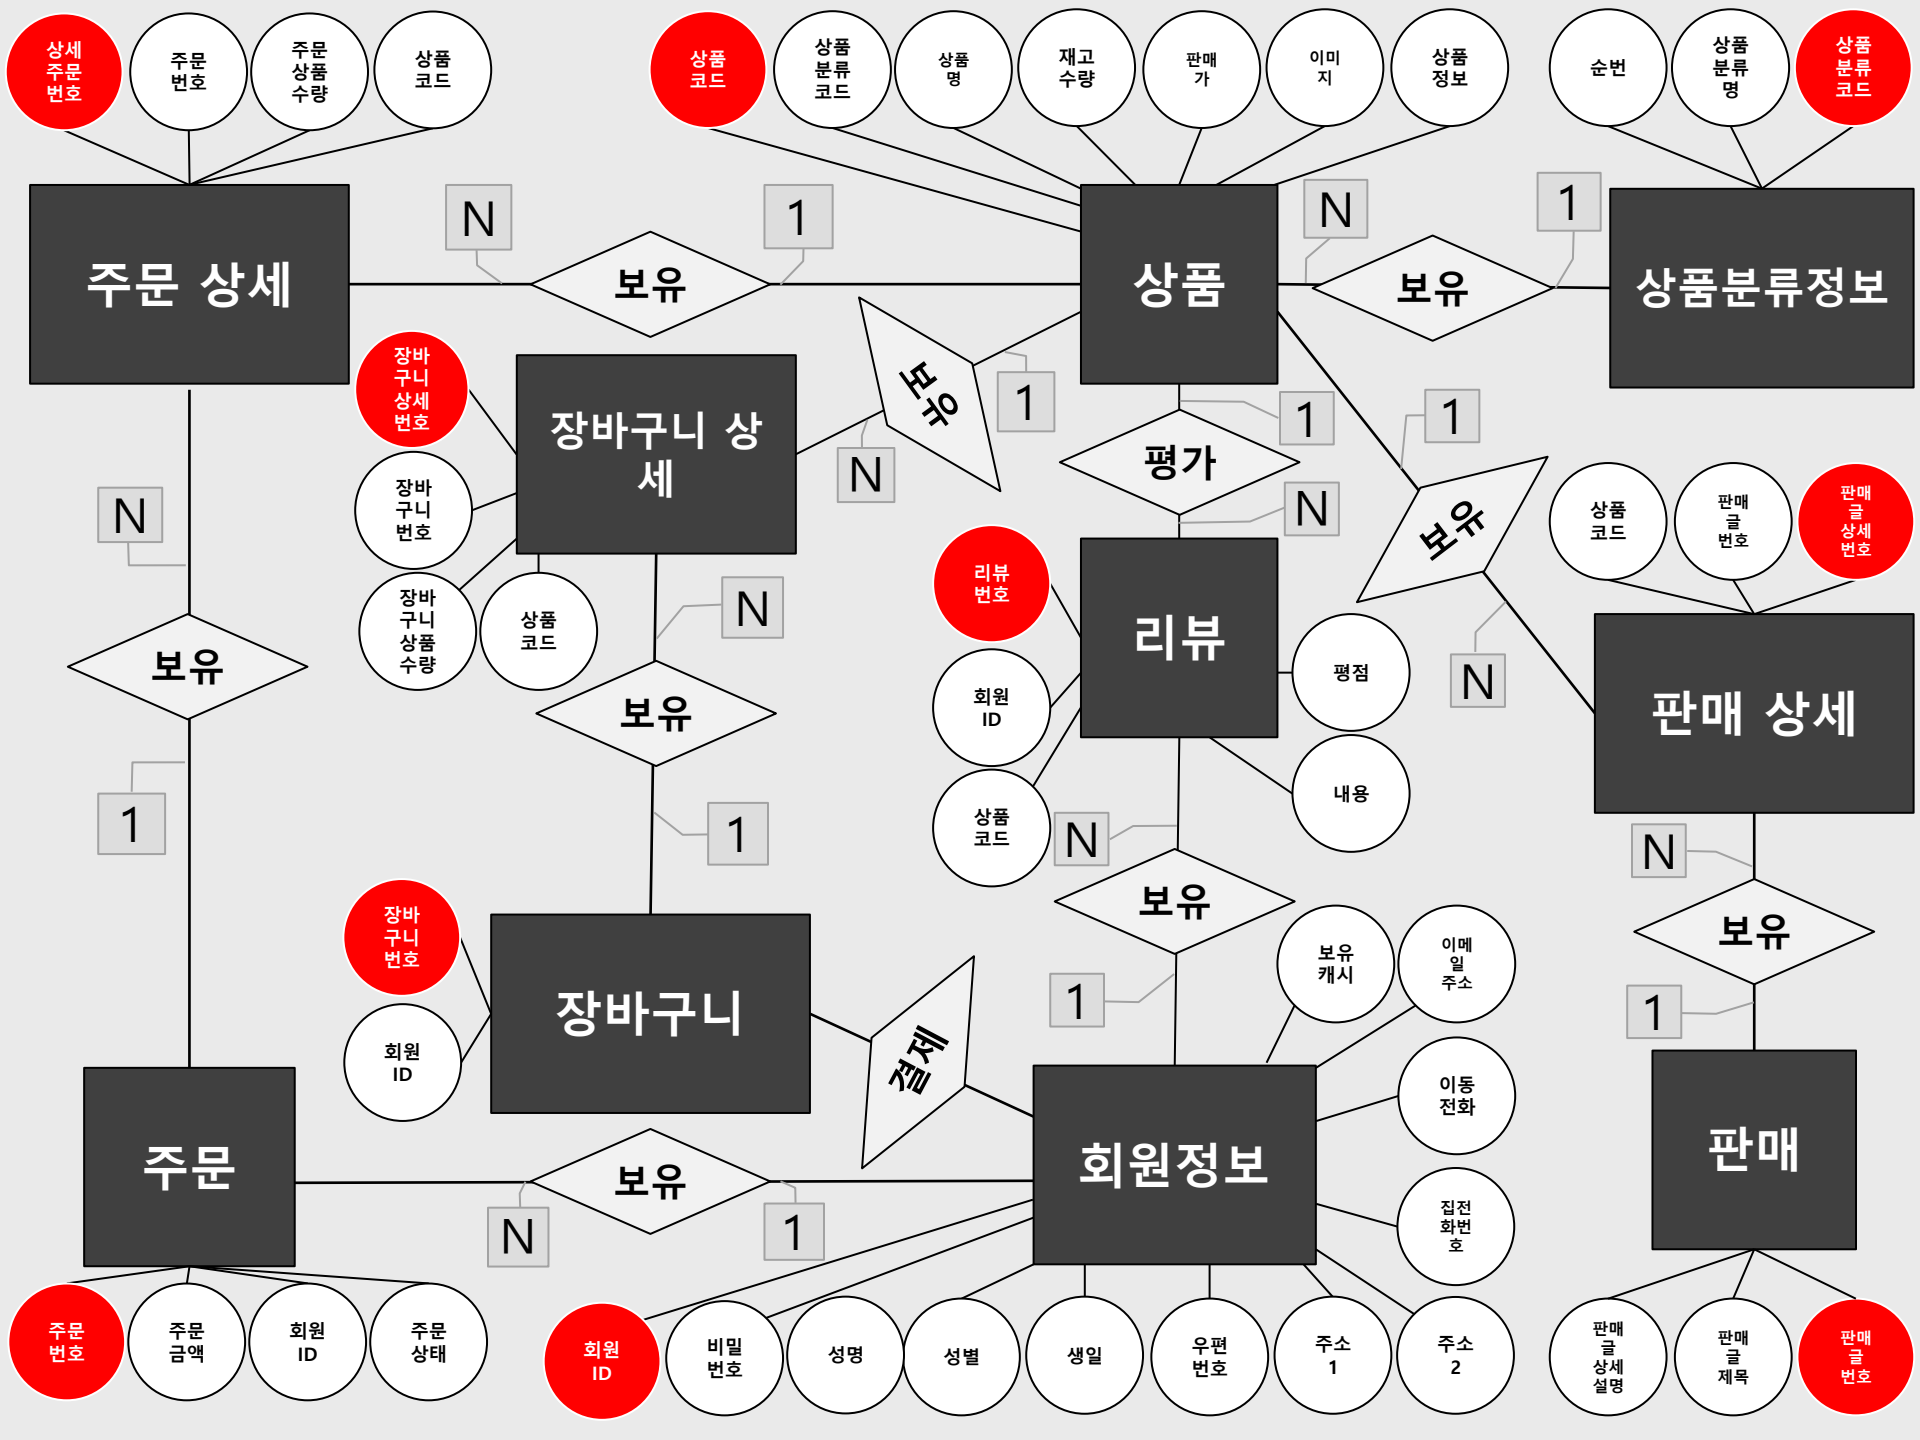 상세
주문
번호
주문
번호
주문
상품
수량
상품
코드
상품
코드
상품
분류
코드
상품
명
재고
수량
판매
가
이미
지
상품
정보
순번
상품
분류
명
상품
분류
코드
주문 상세
N
보유
1
상품
N
보유
1
상품분류정보
장바
구니
상세
번호
장바
구니
번호
장바
구니
상품
수량
상품
코드
장바구니 상
세
N
보유
1
1
평가
N
1
보유
N
상품
코드
판매
글
번호
판매
글
상세
번호
N
보유
1
N
보유
1
리뷰
번호
회원
ID
상품
코드
리뷰
평점
내용
판매 상세
N
보유
1
N
보유
1
장바
구니
번호
회원
ID
장바구니
결제
보유
캐시
이메
일
주소
이동
전화
집전
화번
호
주문
N
보유
1
회원정보
판매
주문
번호
주문
금액
회원
ID
주문
상태
회원
ID
비밀
번호
성명
성별
생일
우편
번호
주소
1
주소
2
판매
글
상세
설명
판매
글
제목
판매
글
번호